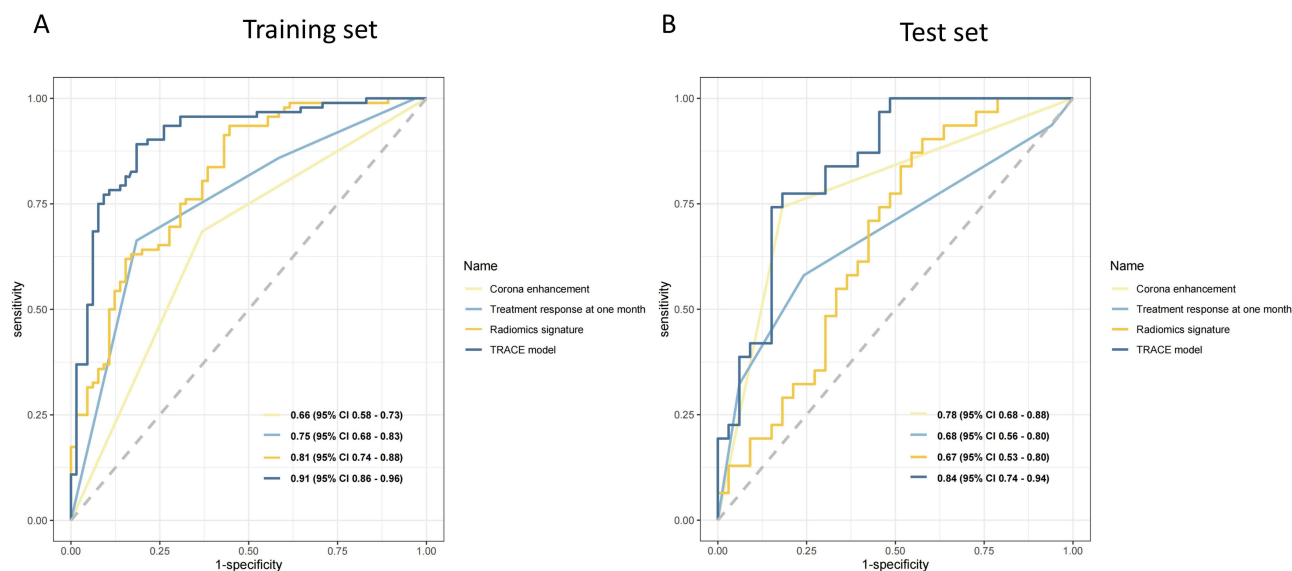 A
Training set
1.00
0.75
0.50
0.25
0.00
sensitivity
0.66 (95% CI 0.58 - 0.73)
0.75 (95% CI 0.68 - 0.83)
0.81 (95% CI 0.74 - 0.88)
0.91 (95% CI 0.86 - 0.96)
0.00
0.25
0.50
0.75
1.00
1-specificity
Name
Corona enhancement
Treatment response at one month
Radiomics signature
TRACE model
B
Test set
1.00
0.75
0.50
0.25
0.00
sensitivity
0.78 (95% CI 0.68 - 0.88)
0.68 (95% CI 0.56 - 0.80)
0.67 (95% CI 0.53 - 0.80)
0.84 (95% CI 0.74 - 0.94)
0.00
0.25
0.50
0.75
1.00
1-specificity
Name
Corona enhancement
Treatment response at one month
Radiomics signature
TRACE model